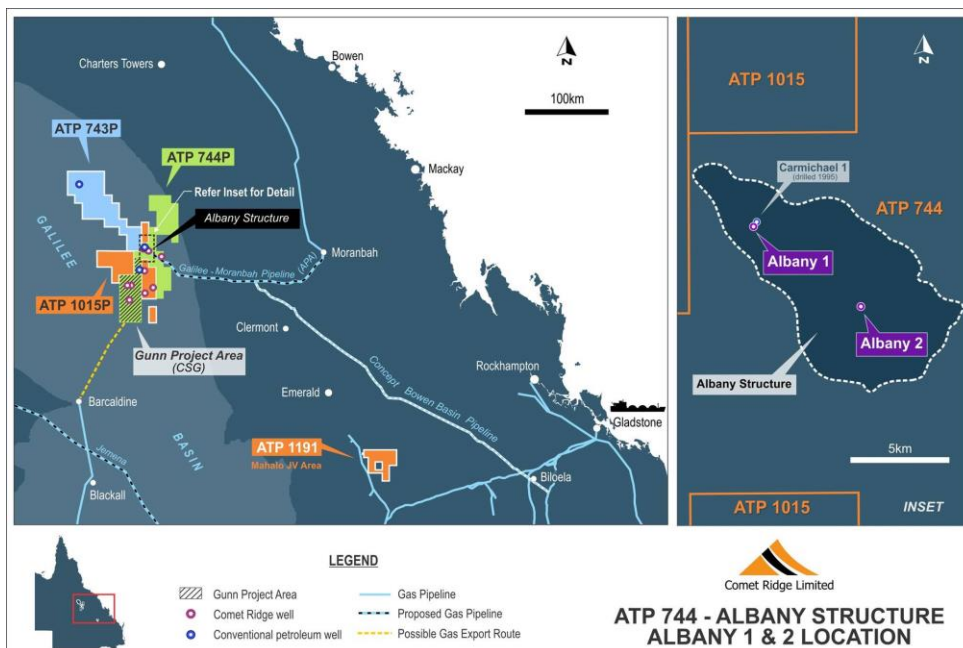 Charters Towers
Bowen
N
100km
ATP 743P
ATP 744P
Mackay
Refer Inset for Detail
Albany Structure
GALILEE
Moranbah
Galilee - Moranbah Pipeline (APA)
ATP 1015P
Clermont
Gunn Project Area
(CSG)
Concept Bowen Basin Pipeline
Rockhampton
Emerald
Barcaldine
Gladstone
BASIN
ATP 1191
Mahalo JV Area
Jemena
Biloela
Blackall
N
ATP 1015
Carmichael 1
(drilled 1995)
ATP 744
Albany 1
Albany 2
Albany Structure
5km
ATP 1015
INSET
LEGEND
Gunn Project Area
Comet Ridge well
Conventional petroleum well
Gas Pipeline
Proposed Gas Pipeline
Possible Gas Export Route
Comet Ridge Limited
ATP 744 - ALBANY STRUCTURE
ALBANY 1 & 2 LOCATION